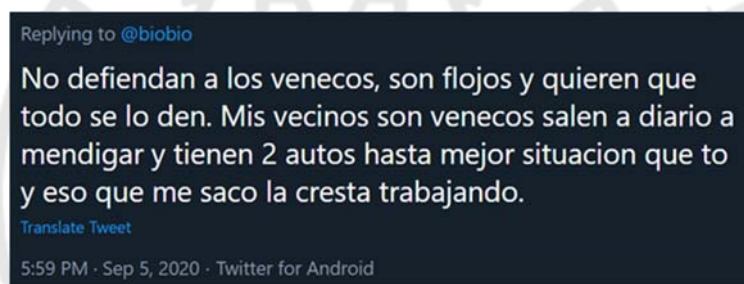 Replying to @biobio
No defiendan a los venecos, son flojos y quieren que
todo se lo den. Mis vecinos son venecos salen a diario a
mendigar y tienen 2 autos hasta mejor situacion que to
y eso que me saco la cresta trabajando.
Translate Tweet
5:59 PM · Sep 5, 2020 · Twitter for Android